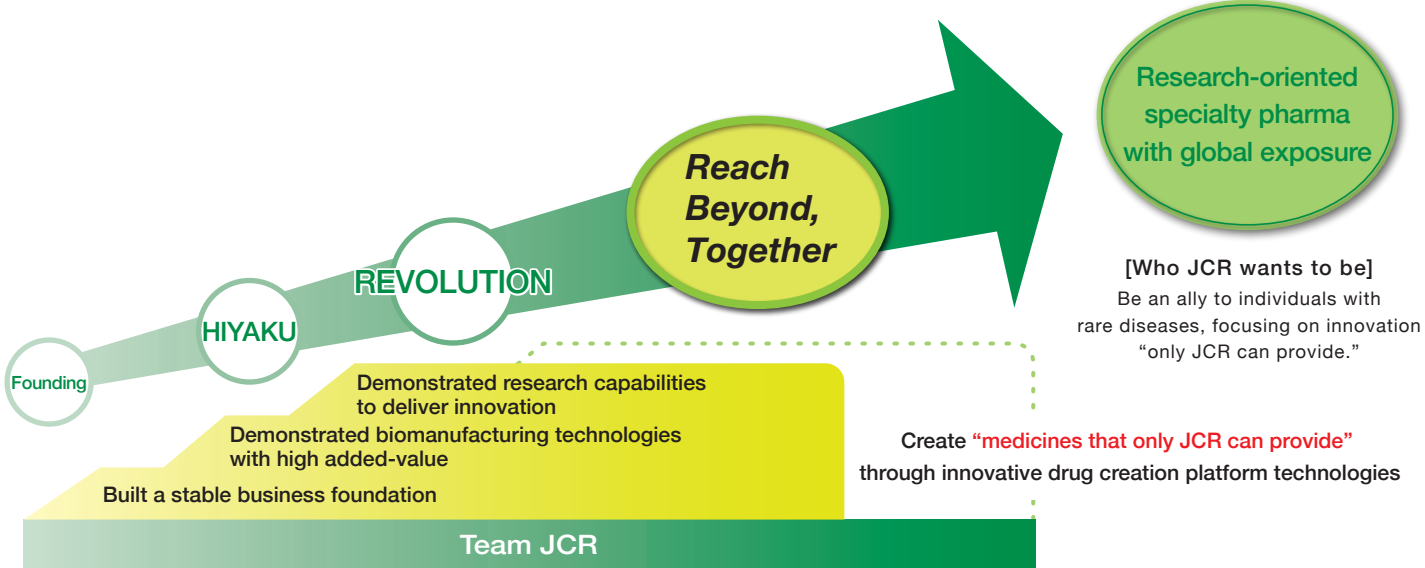 Research-oriented
specialty pharma
with global exposure
Reach
Beyond,
Together
REVOLUTION
HIYAKU
Founding
[Who JCR wants to be]
Be an ally to individuals with
rare diseases, focusing on innovation
“only JCR can provide.”
Demonstrated research capabilities
to deliver innovation
Demonstrated biomanufacturing technologies
with high added-value
Built a stable business foundation
Create “medicines that only JCR can provide”
through innovative drug creation platform technologies
Team JCR